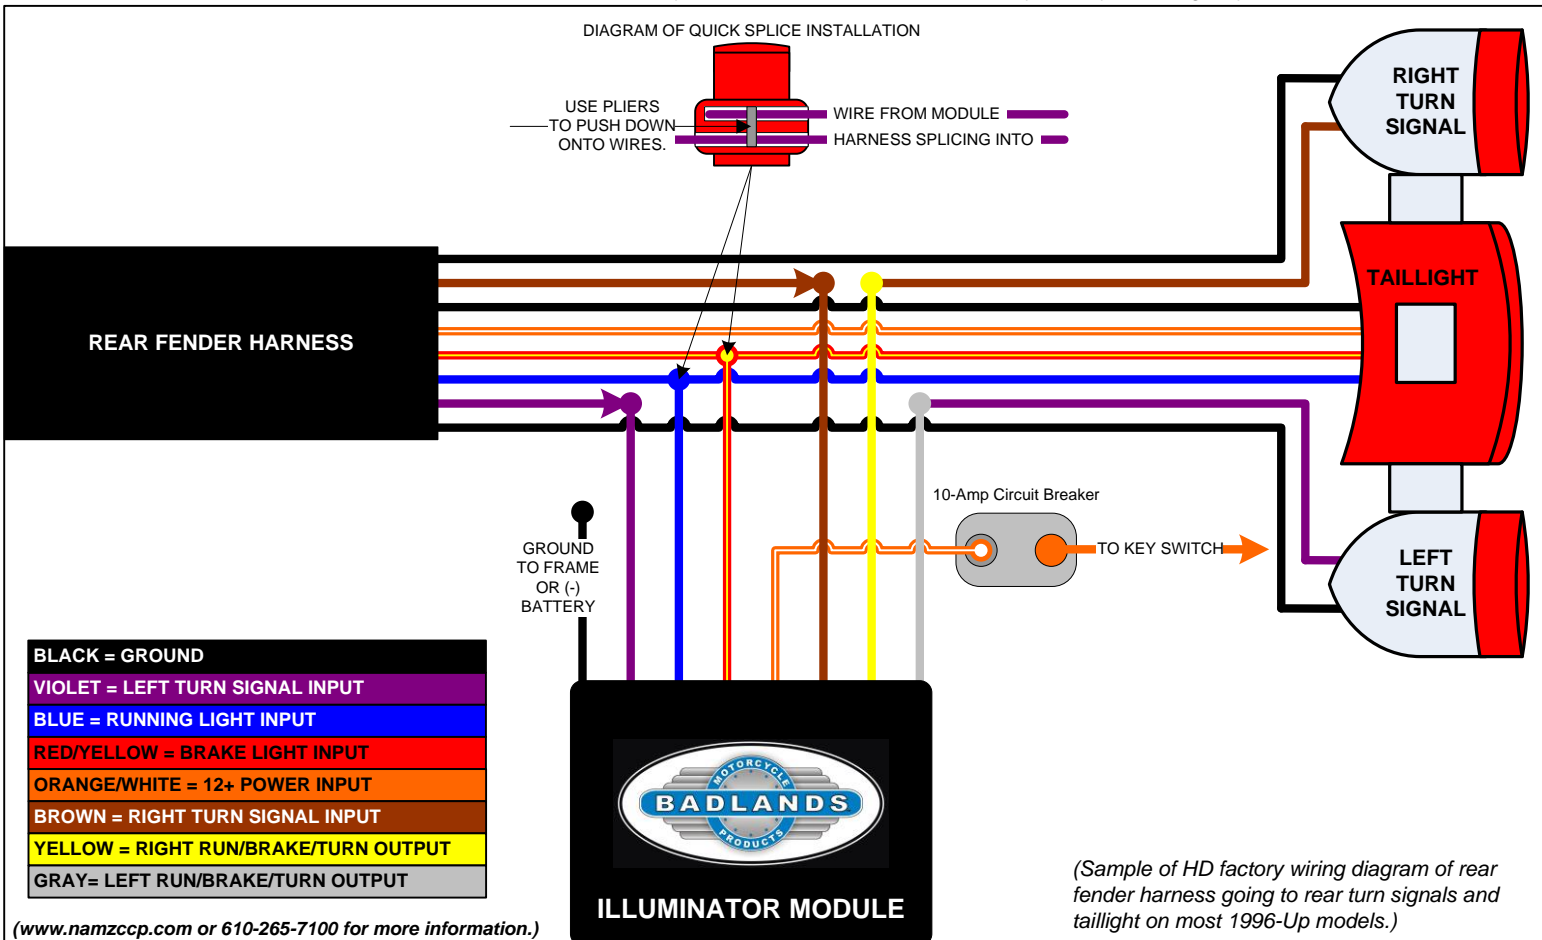 DIAGRAM OF QUICK SPLICE INSTALLATION
USE PLIERS
TO PUSH DOWN
ONTO WIRES.
WIRE FROM MODULE
HARNESS SPLICING INTO
RIGHT
TURN
SIGNAL
TAILLIGHT
REAR FENDER HARNESS
10-Amp Circuit Breaker
TO KEY SWITCH
GROUND
TO FRAME
OR (-)
BATTERY
LEFT
TURN
SIGNAL
BLACK = GROUND
VIOLET = LEFT TURN SIGNAL INPUT
BLUE = RUNNING LIGHT INPUT
RED/YELLOW = BRAKE LIGHT INPUT
ORANGE/WHITE = 12+ POWER INPUT
BROWN = RIGHT TURN SIGNAL INPUT
YELLOW = RIGHT RUN/BRAKE/TURN OUTPUT
GRAY= LEFT RUN/BRAKE/TURN OUTPUT
MOTORCYCLE
BADLANDS
PRODUCTS
ILLUMINATOR MODULE
(Sample of HD factory wiring diagram of rear
fender harness going to rear turn signals and
taillight on most 1996-Up models.)
(www.namzccp.com or 610-265-7100 for more information.)